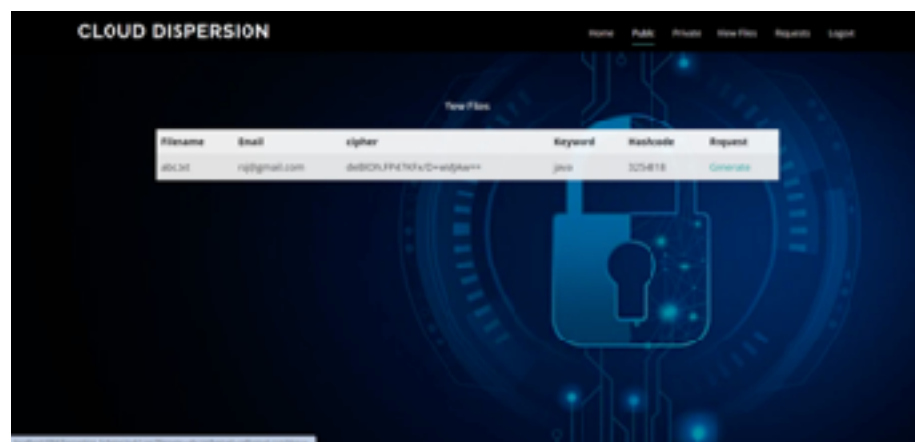 CLOUD DISPERSION
Home Public Private View Files Requests Logout
View Files
Filename Email cipher Keyword Hashcode Request
abc.txt java Generate